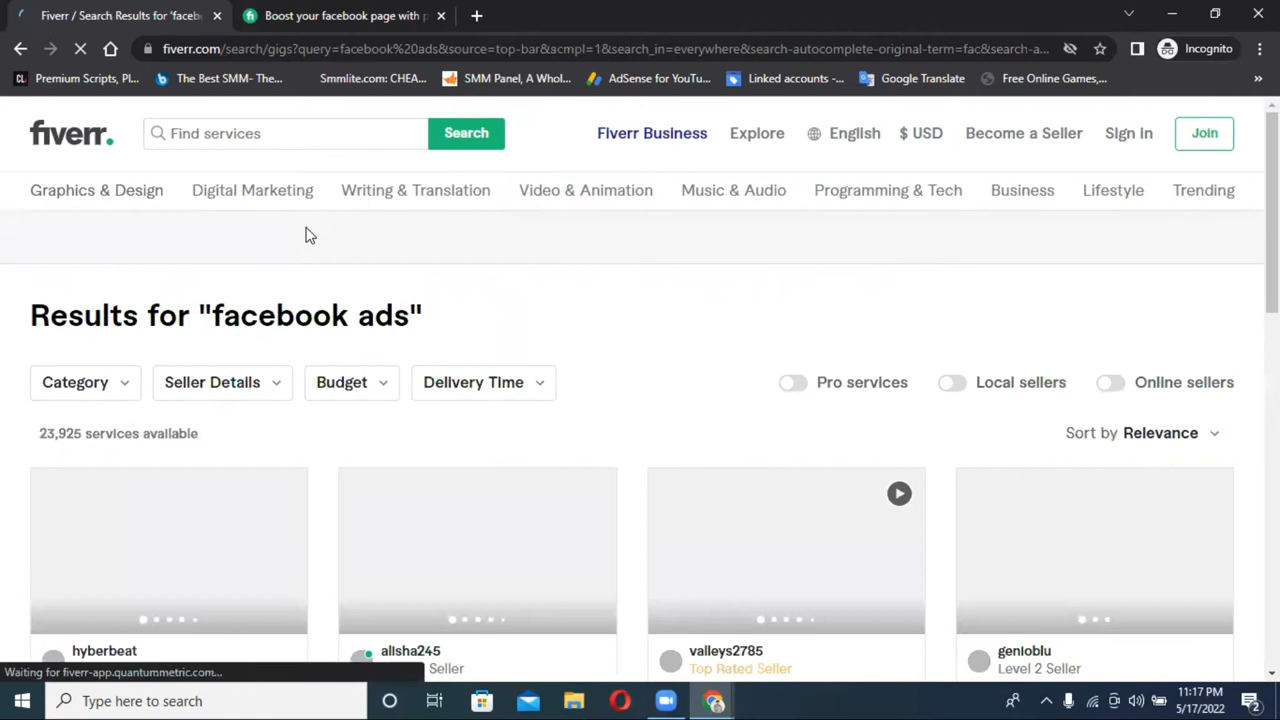 Fiverr / Search Results for 'faceb
Boost your facebook page with p
fiverr.com/search/gigs?query=facebook%20ads&source=top-bar&acmpl=1&search_in=everywhere&search-autocomplete-original-term=fac&search-a...
Incognito
Premium Scripts, Pl...
The Best SMM- The...
Smmlite.com: CHEA...
SMM Panel, A Whol...
AdSense for YouTu...
Linked accounts -...
Google Translate
Free Online Games,...
fiverr.
Find services
Search
Fiverr Business
Explore
English
$ USD
Become a Seller
Sign In
Join
Graphics & Design
Digital Marketing
Writing & Translation
Video & Animation
Music & Audio
Programming & Tech
Business
Lifestyle
Trending
Results for "facebook ads"
Category
Seller Details
Budget
Delivery Time
Pro services
Local sellers
Online sellers
23,925 services available
Sort by Relevance
hyberbeat
alisha245
Seller
valleys2785
Top Rated Seller
genioblu
Level 2 Seller
Waiting for fiverr-app.quantummetric.com...
Type here to search
11:17 PM
5/17/2022
2